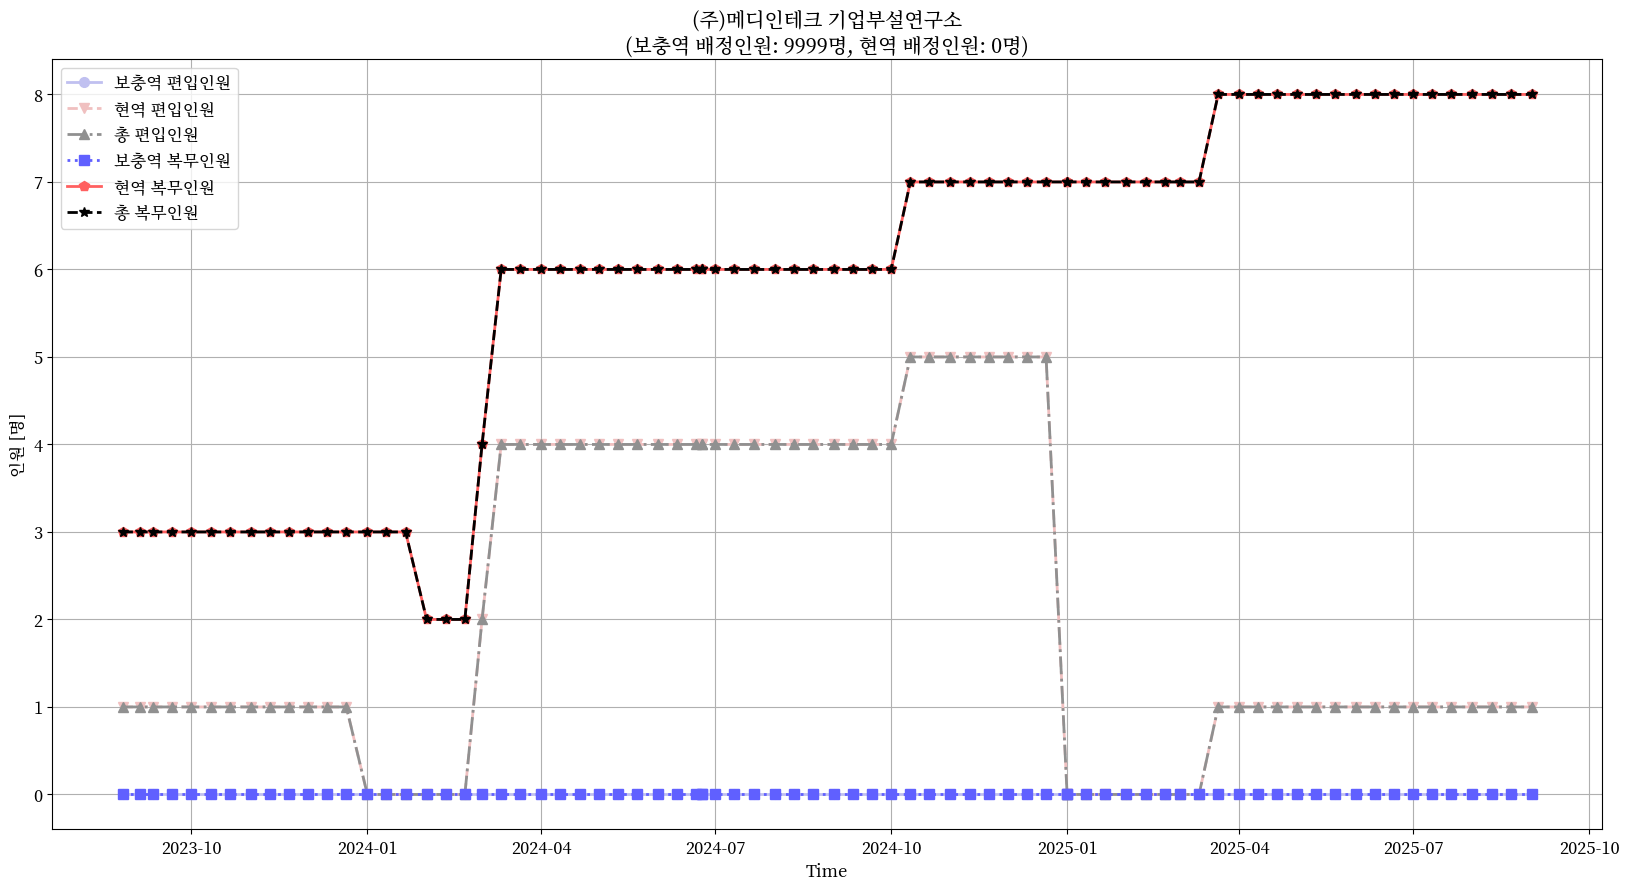 (주)메디인테크 기업부설연구소
(보충역 배정인원: 9999명, 현역 배정인원: 0명)
보충역 편입인원
현역 편입인원
총 편입인원
보충역 복무인원
현역 복무인원
총 복무인원
인원 [명]
8
7
6
5
4
3
2
1
0
2023-10 2024-01 2024-04 2024-07 2024-10 2025-01 2025-04 2025-07 2025-10
Time